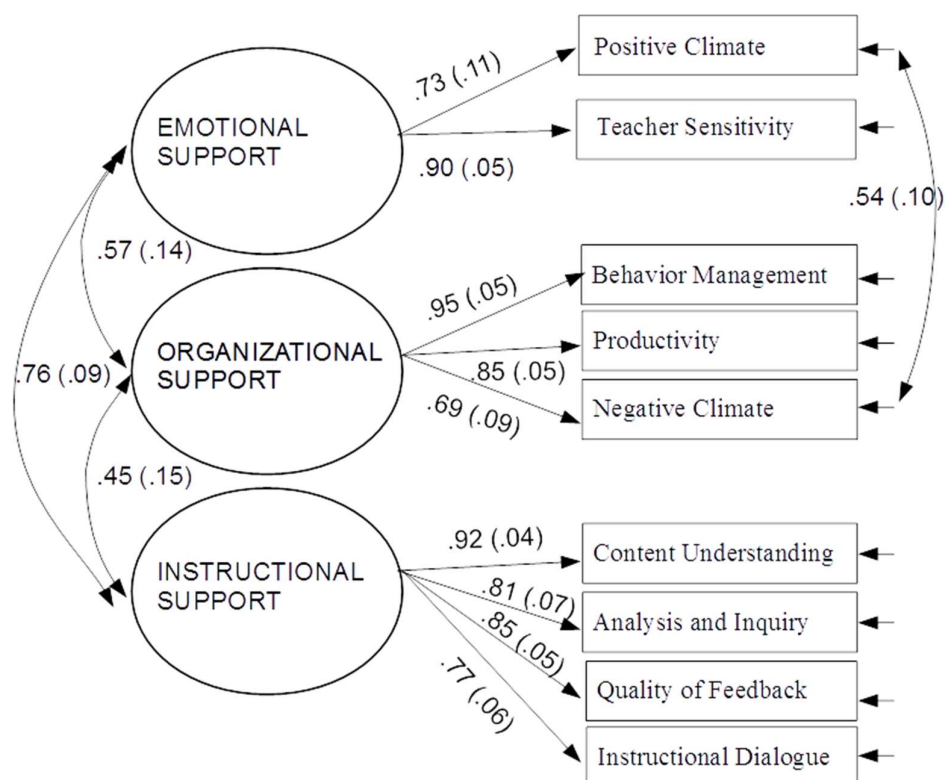 Positive Climate
.73 (.11)
EMOTIONAL
SUPPORT
Teacher Sensitivity
.90 (.05)
.54 (.10)
.57 (.14)
Behavior Management
.95 (.05)
ORGANIZATIONAL
SUPPORT
Productivity
.85 (.05)
.76 (.09)
Negative Climate
.69 (.09)
.45 (.15)
.92 (.04)
Content Understanding
INSTRUCTIONAL
SUPPORT
.81 (.07)
Analysis and Inquiry
.85 (.05)
Quality of Feedback
.77 (.06)
Instructional Dialogue